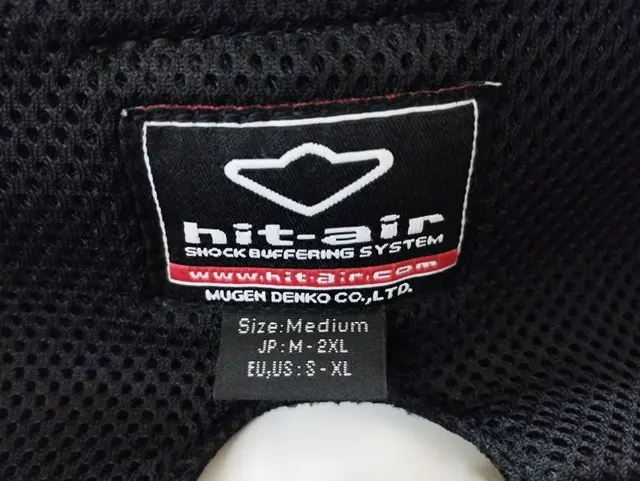 hit-air
SHOCK BUFFERING SYSTEM
www.hit-air.com
MUGEN DENKO CO.,LTD.
Size:Medium
JP:M-2XL
EU,US:S-XL